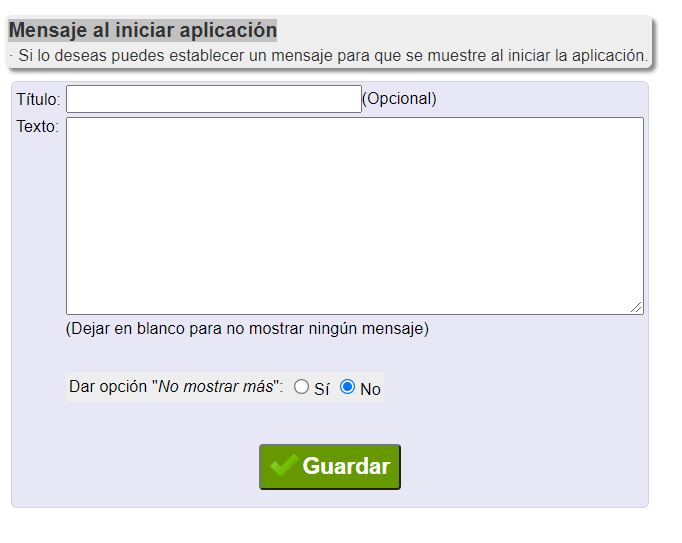 Mensaje al iniciar aplicación
· Si lo deseas puedes establecer un mensaje para que se muestre al iniciar la aplicación.
Título: (Opcional)
Texto:
(Dejar en blanco para no mostrar ningún mensaje)
Dar opción "No mostrar más": Sí No
Guardar